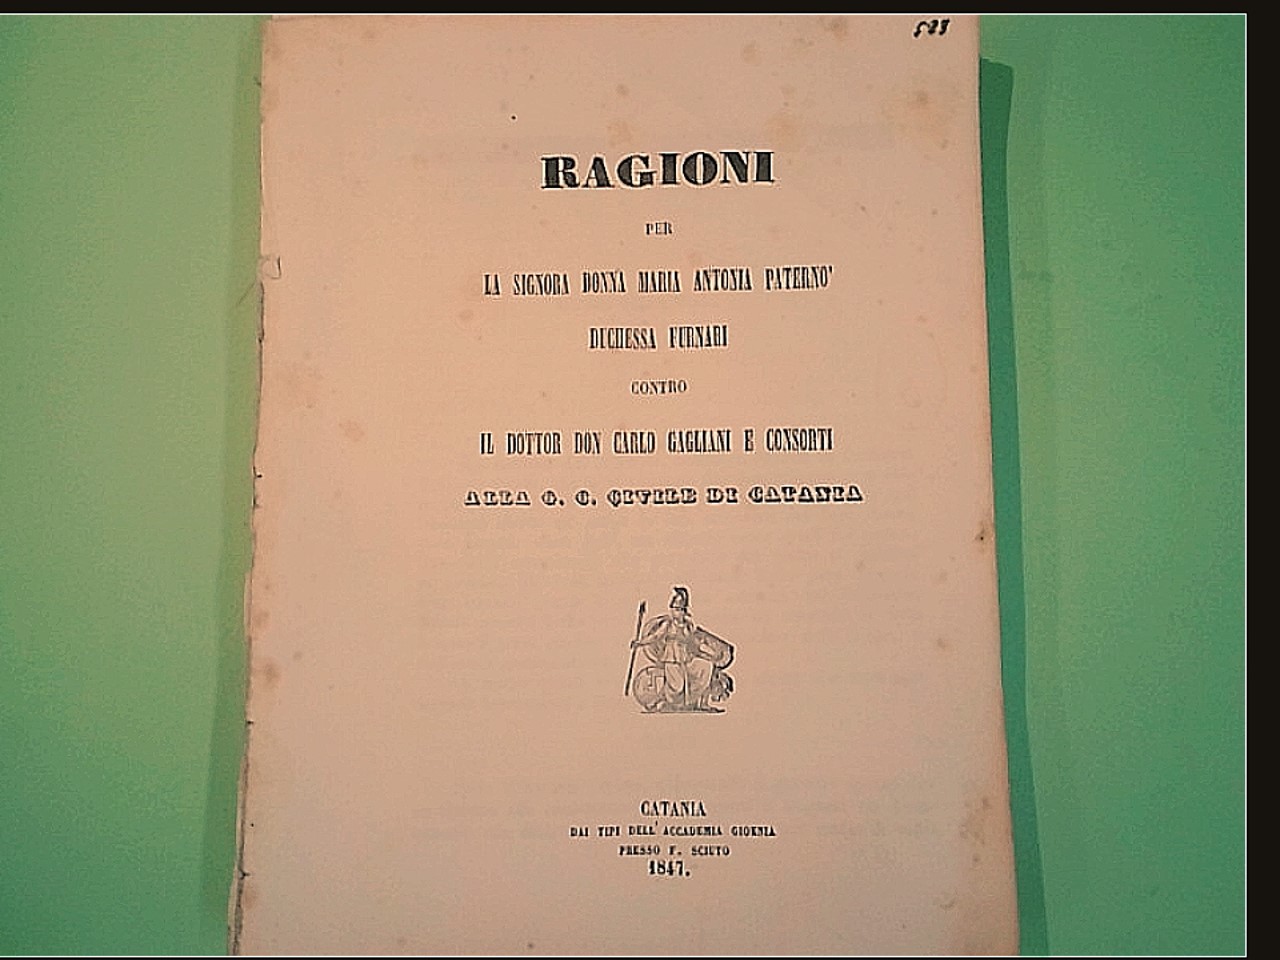 523
RAGIONI
PER
LA SIGNORA DONNA MARIA ANTONIA PATERNO'
DUCHESSA FURNARI
CONTRO
IL DOTTOR DON CARLO GAGLIANI E CONSORTI
ALLA G. C. CIVILE DI CATANIA
CATANIA
DAI TIPI DELL'ACCADEMIA GIOENIA
PRESSO F. SCIUTO
1847.